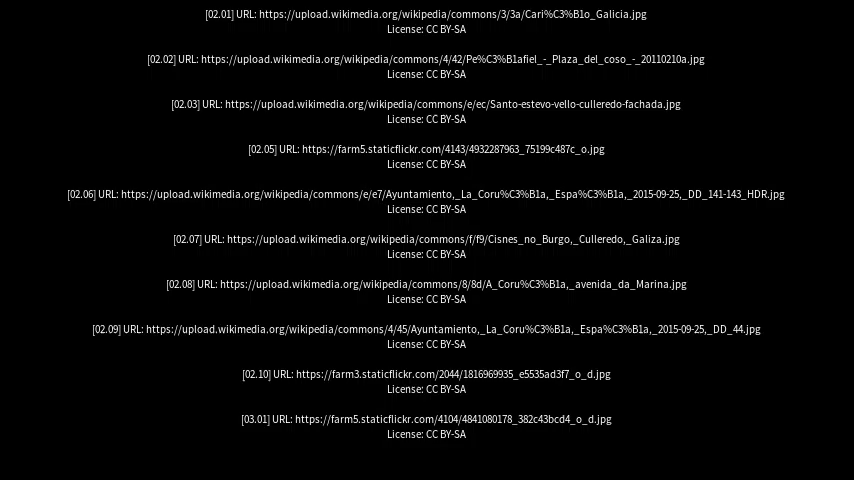 [02.01] URL: https://upload.wikimedia.org/wikipedia/commons/3/3a/Cari%C3%B1o_Galicia.jpg
License: CC BY-SA
[02.02] URL: https://upload.wikimedia.org/wikipedia/commons/4/42/Pe%C3%B1afiel_-_Plaza_del_coso_-_20110210a.jpg
License: CC BY-SA
[02.03] URL: https://upload.wikimedia.org/wikipedia/commons/e/ec/Santo-estevo-vello-culleredo-fachada.jpg
License: CC BY-SA
[02.05] URL: https://farm5.staticflickr.com/4143/4932287963_75199c487c_o.jpg
License: CC BY-SA
[02.06] URL: https://upload.wikimedia.org/wikipedia/commons/e/e7/Ayuntamiento,_La_Coru%C3%B1a,_Espa%C3%B1a,_2015-09-25,_DD_141-143_HDR.jpg
License: CC BY-SA
[02.07] URL: https://upload.wikimedia.org/wikipedia/commons/f/f9/Cisnes_no_Burgo,_Culleredo,_Galiza.jpg
License: CC BY-SA
[02.08] URL: https://upload.wikimedia.org/wikipedia/commons/8/8d/A_Coru%C3%B1a,_avenida_da_Marina.jpg
License: CC BY-SA
[02.09] URL: https://upload.wikimedia.org/wikipedia/commons/4/45/Ayuntamiento,_La_Coru%C3%B1a,_Espa%C3%B1a,_2015-09-25,_DD_44.jpg
License: CC BY-SA
[02.10] URL: https://farm3.staticflickr.com/2044/1816969935_e5535ad3f7_o_d.jpg
License: CC BY-SA
[03.01] URL: https://farm5.staticflickr.com/4104/4841080178_382c43bcd4_o_d.jpg
License: CC BY-SA